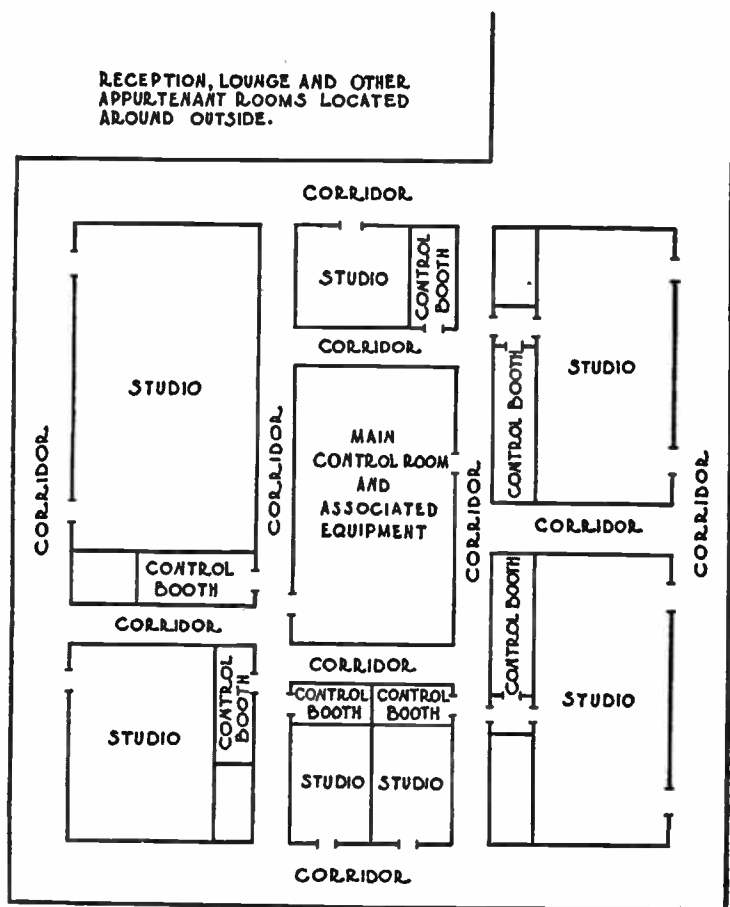 RECEPTION, LOUNGE AND OTHER
APPURTENANT ROOMS LOCATED
AROUND OUTSIDE.
CORRIDOR
STUDIO
CONTROL
BOOTH
CORRIDOR
STUDIO
STUDIO
CONTROL BOOTH
CORRIDOR
CORRIDOR
MAIN
CONTROL ROOM
AND
ASSOCIATED
EQUIPMENT
CORRIDOR
CORRIDOR
CORRIDOR
CONTROL
BOOTH
CORRIDOR
CONTROL BOOTH
CORRIDOR
STUDIO
CONTROL
BOOTH
CONTROL
BOOTH
CONTROL
BOOTH
STUDIO
STUDIO
STUDIO
CORRIDOR